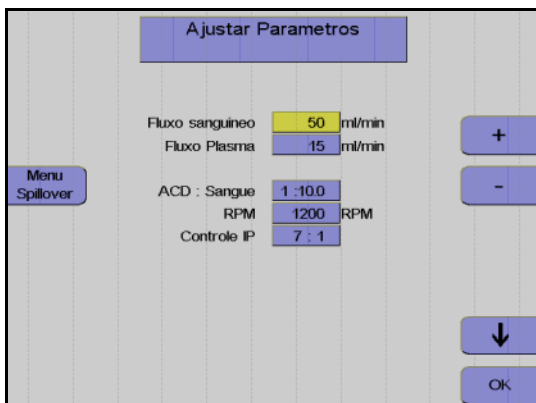 Ajustar Parametros
Fluxo sanguineo 50 ml/min
Fluxo Plasma 15 ml/min
Menu
Spillover
ACD : Sangue 1 :10.0
RPM 1200 RPM
Controle IP 7 : 1
+
-
↓
OK